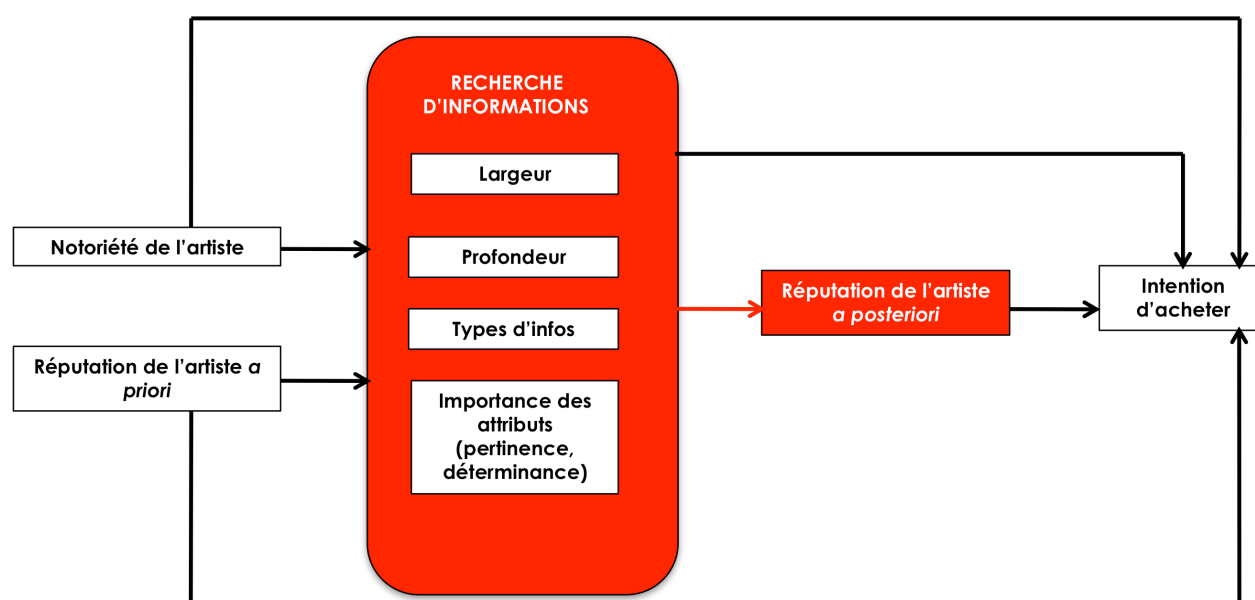 RECHERCHE
D'INFORMATIONS
Largeur
Notoriété de l'artiste
Profondeur
Types d'infos
Réputation de l'artiste
a posteriori
Intention
d'acheter
Réputation de l'artiste a
priori
Importance des
attributs
(pertinence,
déterminance)